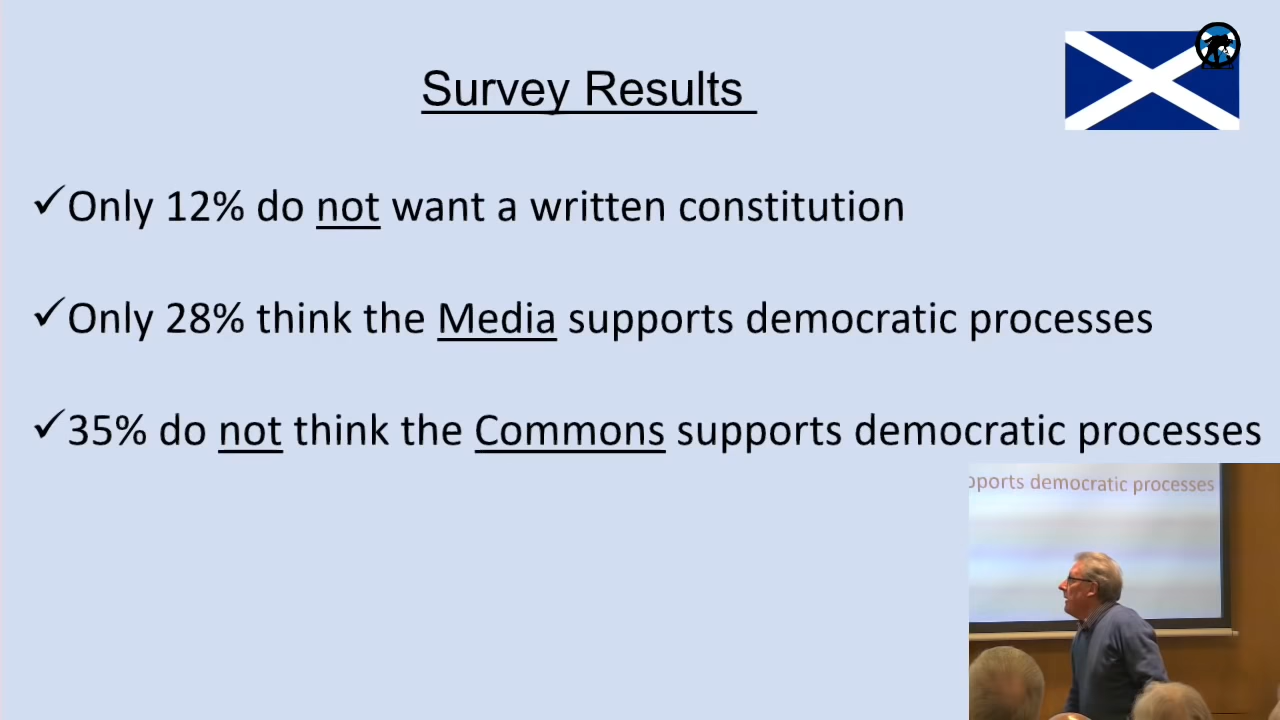 Survey Results
✓Only 12% do not want a written constitution
✓Only 28% think the Media supports democratic processes
✓35% do not think the Commons supports democratic processes
pports democratic processes